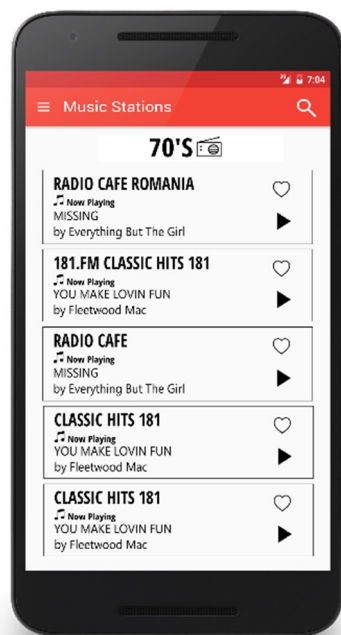 7:04
Music Stations
70'S
RADIO CAFE ROMANIA
Now Playing
MISSING
by Everything But The Girl
181.FM CLASSIC HITS 181
Now Playing
YOU MAKE LOVIN FUN
by Fleetwood Mac
RADIO CAFE
Now Playing
MISSING
by Everything But The Girl
CLASSIC HITS 181
Now Playing
YOU MAKE LOVIN FUN
by Fleetwood Mac
CLASSIC HITS 181
Now Playing
YOU MAKE LOVIN FUN
by Fleetwood Mac